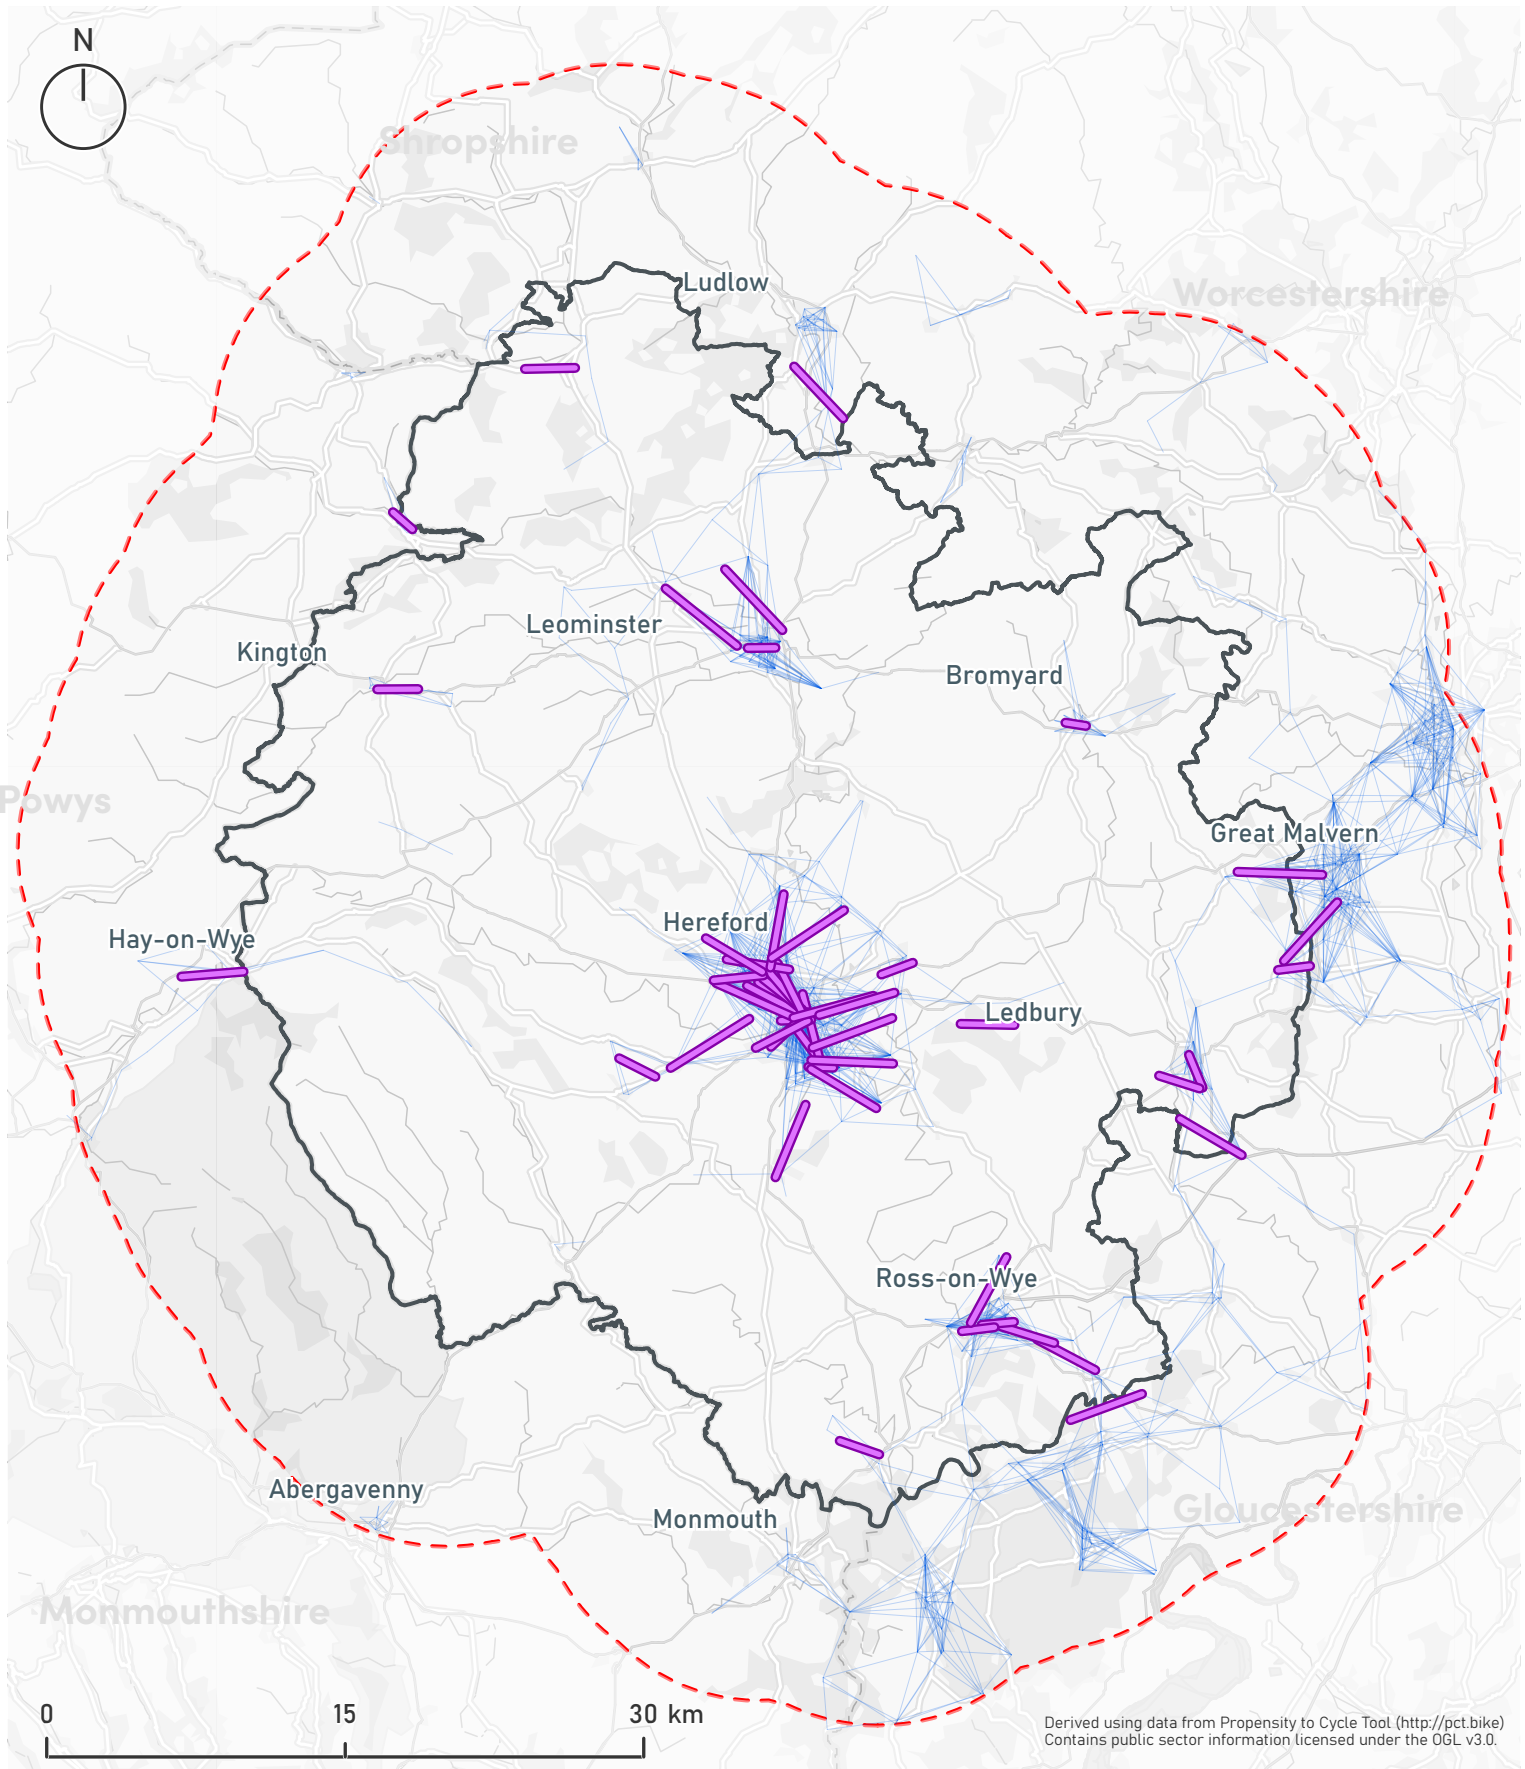 N
Shropshire
Ludlow
Worcestershire
Leominster
Kington
Bromyard
Powys
Great Malvern
Hereford
Hay-on-Wye
Ledbury
Ross-on-Wye
Abergavenny
Monmouth
Gloucestershire
Monmouthshire
0 15 30 km
Derived using data from Propensity to Cycle Tool (http://pct.bike)
Contains public sector information licensed under the OGL v3.0.